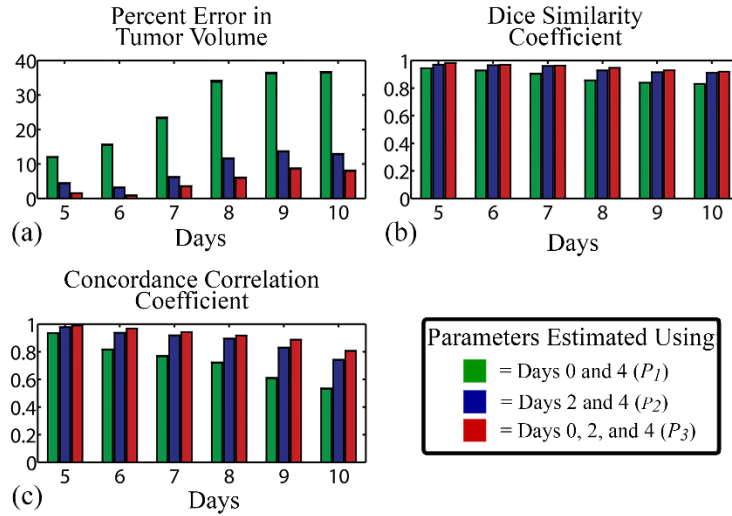 Percent Error in
Tumor Volume
40
30
20
10
0
5 6 7 8 9 10
Days
(a)
Dice Similarity
Coefficient
1
0.8
0.6
0.4
0.2
0
5 6 7 8 9 10
Days
(b)
Concordance Correlation
Coefficient
1
0.8
0.6
0.4
0.2
0
5 6 7 8 9 10
Days
(c)
Parameters Estimated Using:
= Days 0 and 4 (P1)
= Days 2 and 4 (P2)
= Days 0, 2, and 4 (P3)